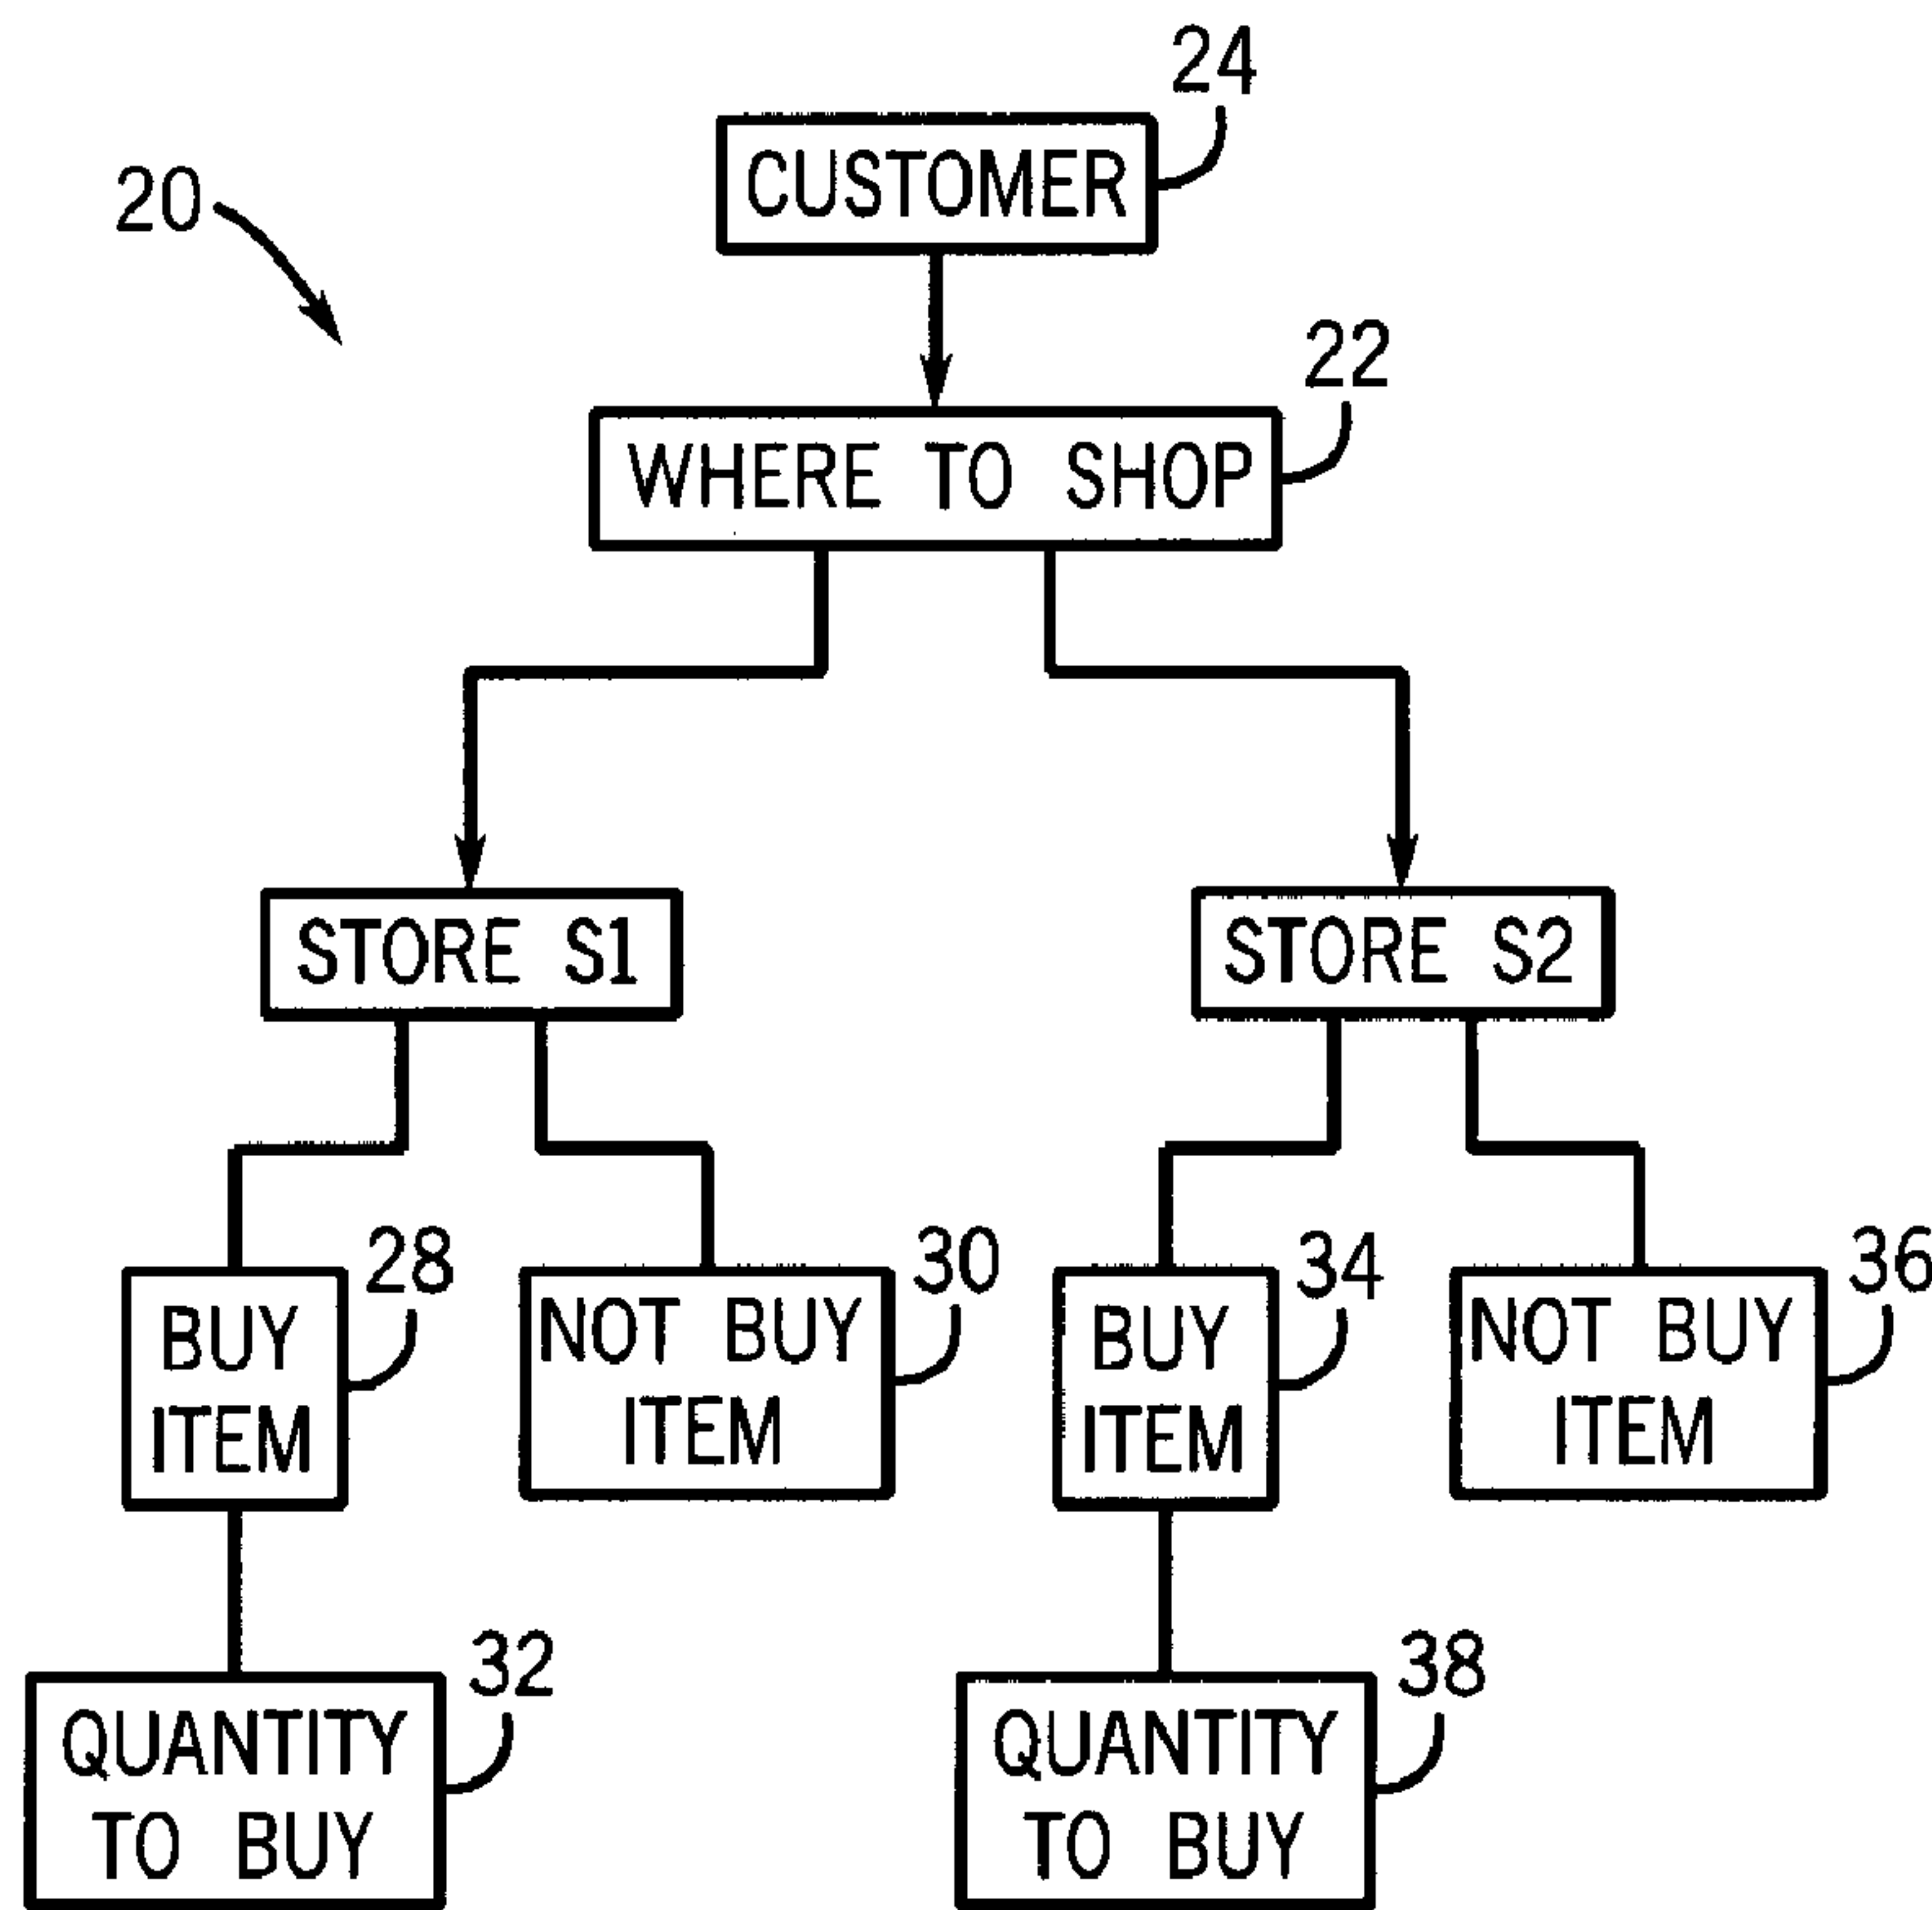 24
CUSTOMER
20
22
WHERE TO SHOP
STORE S1
STORE S2
28
BUY
ITEM
30
NOT BUY
ITEM
34
BUY
ITEM
36
NOT BUY
ITEM
32
QUANTITY
TO BUY
38
QUANTITY
TO BUY